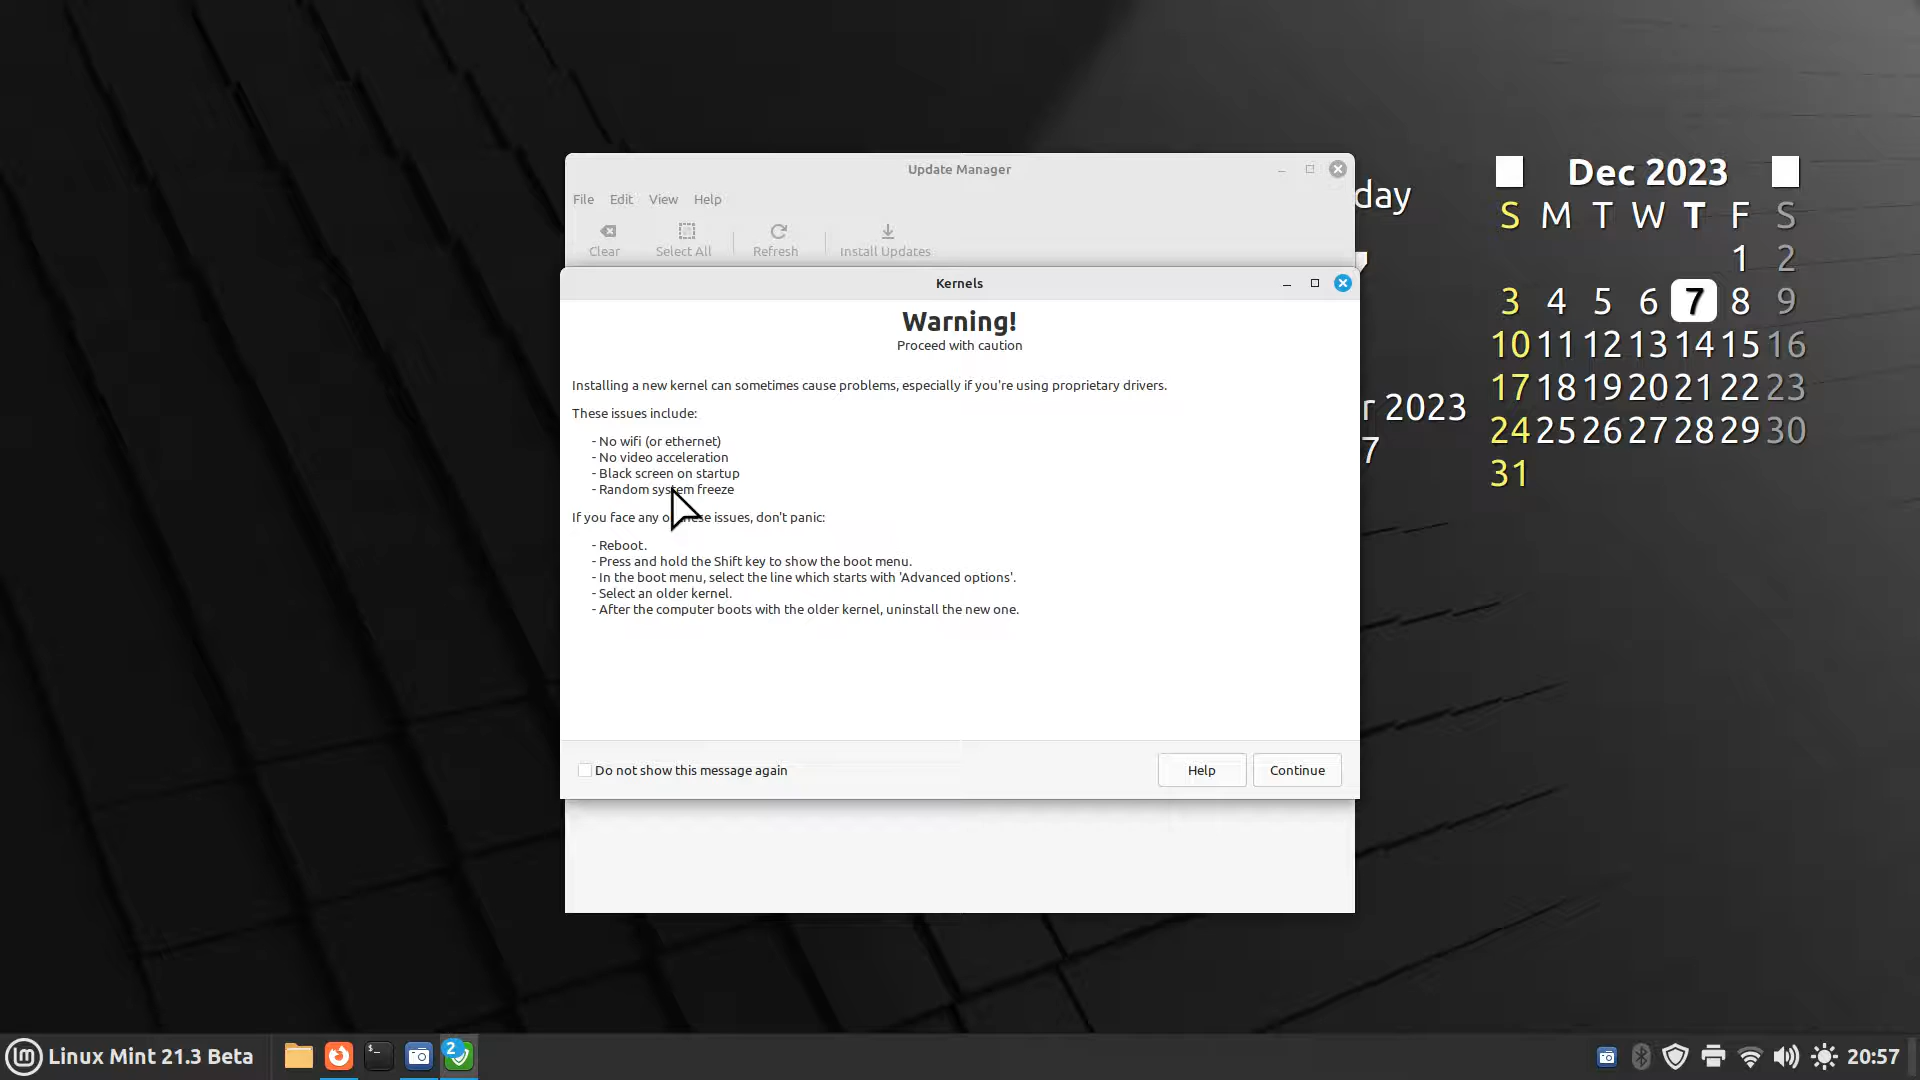 Update Manager
File Edit View Help
Clear Select All Refresh Install Updates
Kernels
Warning!
Proceed with caution
Installing a new kernel can sometimes cause problems, especially if you're using proprietary drivers.
These issues include:
- No wifi (or ethernet)
- No video acceleration
- Black screen on startup
- Random system freeze
If you face any of these issues, don't panic:
- Reboot.
- Press and hold the Shift key to show the boot menu.
- In the boot menu, select the line which starts with 'Advanced options'.
- Select an older kernel.
- After the computer boots with the older kernel, uninstall the new one.
Do not show this message again
Help Continue
day
r 2023
7
Dec 2023
S M T W T F S
1 2
3 4 5 6 7 8 9
10 11 12 13 14 15 16
17 18 19 20 21 22 23
24 25 26 27 28 29 30
31
Linux Mint 21.3 Beta
2
20:57